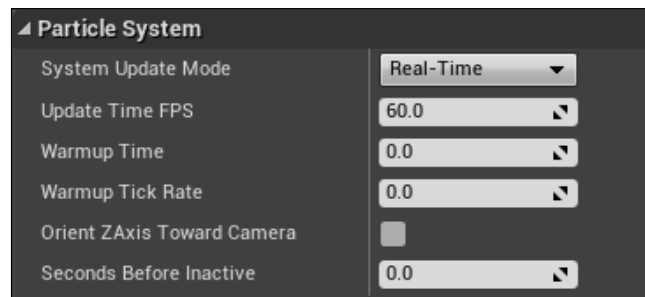 Particle System
System Update Mode Real-Time
Update Time FPS 60.0
Warmup Time 0.0
Warmup Tick Rate 0.0
Orient ZAxis Toward Camera
Seconds Before Inactive 0.0